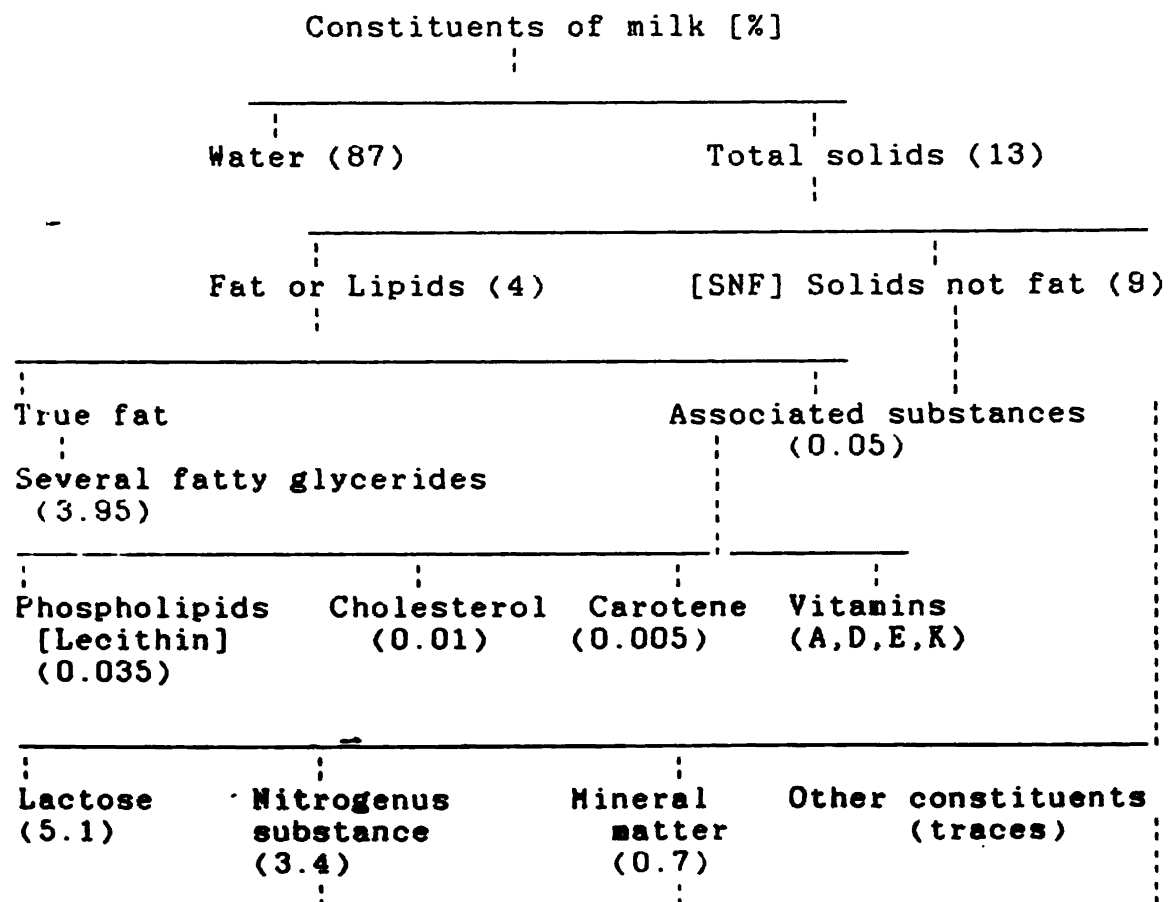 Constituents of milk [%]
Water (87) Total solids (13)
Fat or Lipids (4) [SNF] Solids not fat (9)
True fat Associated substances
(0.05)
Several fatty glycerides
(3.95)
Phospholipids Cholesterol Carotene Vitamins
[Lecithin] (0.01) (0.005) (A,D,E,K)
(0.035)
Lactose Nitrogenus Mineral Other constituents
(5.1) substance matter (traces)
(3.4) (0.7)